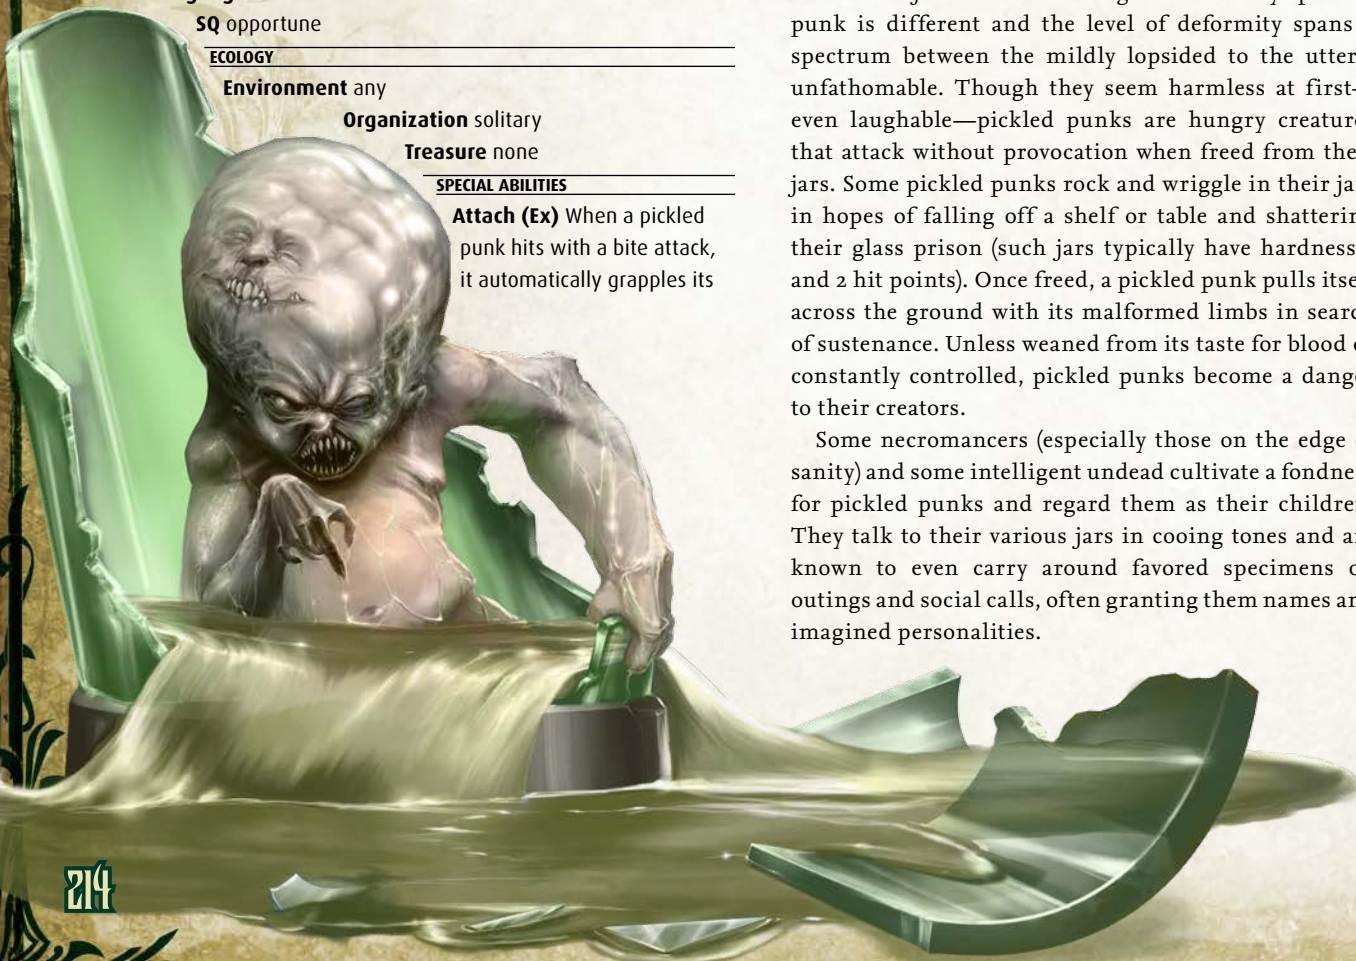 SQ opportune
ECOLOGY
Environment any
Organization solitary
Treasure none
SPECIAL ABILITIES
Attach (Ex) When a pickled
punk hits with a bite attack,
it automatically grapples its
punk is different and the level of deformity spans
spectrum between the mildly lopsided to the utter
unfathomable. Though they seem harmless at first—
even laughable—pickled punks are hungry creature
that attack without provocation when freed from the
jars. Some pickled punks rock and wriggle in their jar
in hopes of falling off a shelf or table and shatterin
their glass prison (such jars typically have hardness
and 2 hit points). Once freed, a pickled punk pulls itse
across the ground with its malformed limbs in searc
of sustenance. Unless weaned from its taste for blood o
constantly controlled, pickled punks become a dange
to their creators.
Some necromancers (especially those on the edge
sanity) and some intelligent undead cultivate a fondne
for pickled punks and regard them as their childre
They talk to their various jars in cooing tones and a
known to even carry around favored specimens o
outings and social calls, often granting them names an
imagined personalities.
214